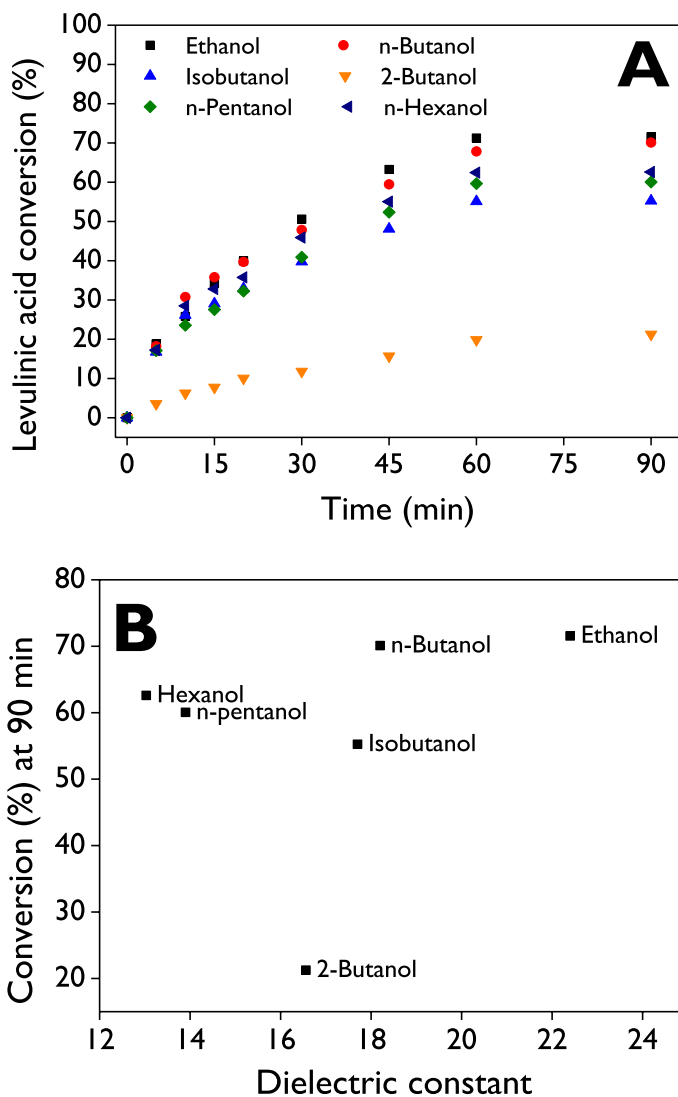 100
90
80
70
60
50
40
30
20
10
0
Levulinic acid conversion (%)
Ethanol n-Butanol
Isobutanol 2-Butanol
n-Pentanol n-Hexanol
A
0 15 30 45 60 75 90
Time (min)
80
70
60
50
40
30
20
Conversion (%) at 90 min
B
Ethanol
n-Butanol
Hexanol
n-pentanol
Isobutanol
2-Butanol
12 14 16 18 20 22 24
Dielectric constant